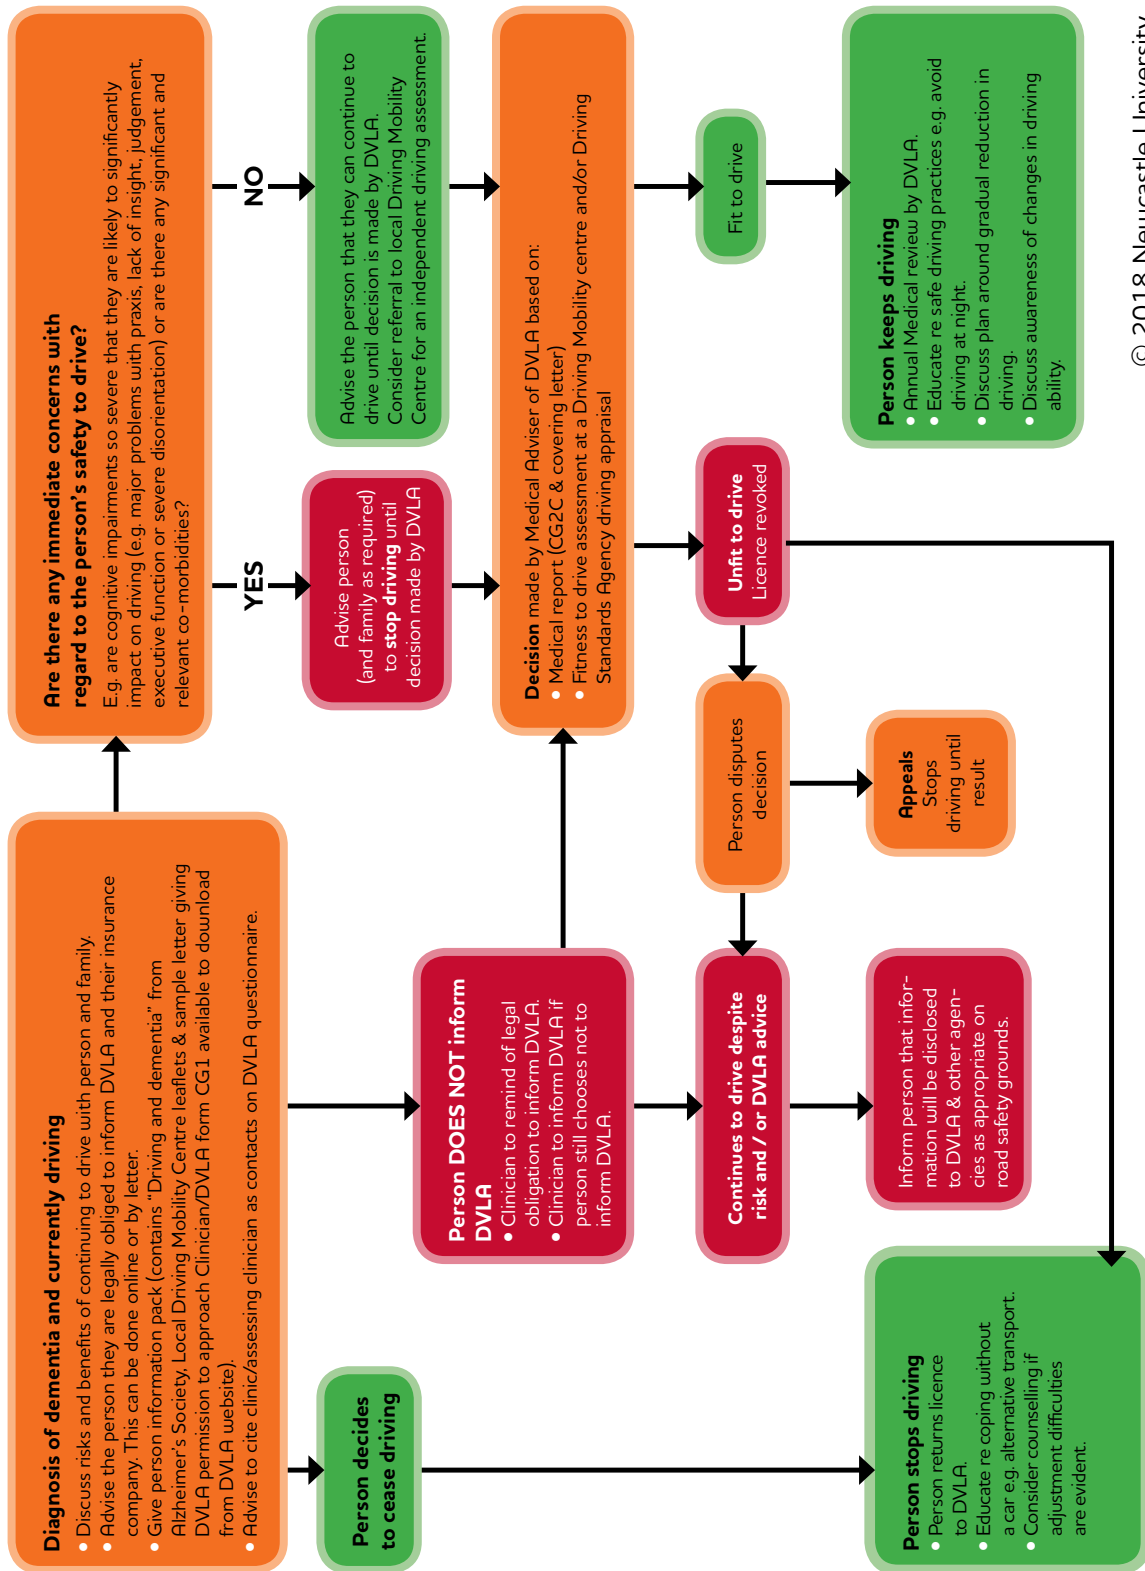 Diagnosis of dementia and currently driving
• Discuss risks and benefits of continuing to drive with person and family.
• Advise the person they are legally obliged to inform DVLA and their insurance
company. This can be done online or by letter.
• Give person information pack (contains “Driving and dementia” from
Alzheimer’s Society, Local Driving Mobility Centre leaflets & sample letter giving
DVLA permission to approach Clinician/DVLA form CG1 available to download
from DVLA website).
• Advise to cite clinic/assessing clinician as contacts on DVLA questionnaire.
Are there any immediate concerns with
regard to the person’s safety to drive?
E.g. are cognitive impairments so severe that they are likely to significantly
impact on driving (e.g. major problems with praxis, lack of insight, judgement,
executive function or severe disorientation) or are there any significant and
relevant co-morbidities?
YES
NO
Person decides
to cease driving
Advise person
(and family as required)
to stop driving until
decision made by DVLA
Advise the person that they can continue to
drive until decision is made by DVLA.
Consider referral to local Driving Mobility
Centre for an independent driving assessment.
Person DOES NOT inform
DVLA
• Clinician to remind of legal
obligation to inform DVLA.
• Clinician to inform DVLA if
person still chooses not to
inform DVLA.
Decision made by Medical Adviser of DVLA based on:
• Medical report (CG2C & covering letter)
• Fitness to drive assessment at a Driving Mobility centre and/or Driving
Standards Agency driving appraisal
Continues to drive despite
risk and / or DVLA advice
Person disputes
decision
Unfit to drive
Licence revoked
Fit to drive
Person stops driving
• Person returns licence
to DVLA.
• Educate re coping without
a car e.g. alternative transport.
• Consider counselling if
adjustment difficulties
are evident.
Inform person that infor-
mation will be disclosed
to DVLA & other agen-
cies as appropriate on
road safety grounds.
Appeals
Stops
driving until
result
Person keeps driving
• Annual Medical review by DVLA.
• Educate re safe driving practices e.g. avoid
driving at night.
• Discuss plan around gradual reduction in
driving.
• Discuss awareness of changes in driving
ability.
© 2018 Newcastle University